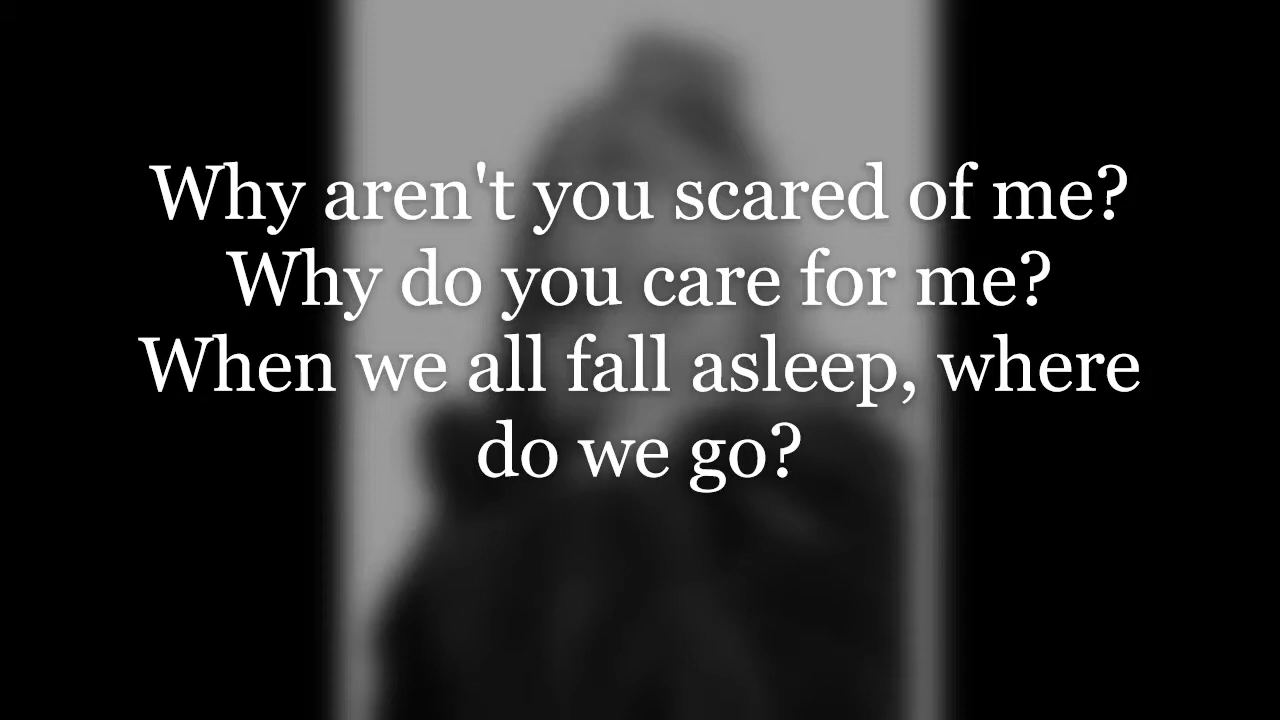 Why aren't you scared of me?
Why do you care for me?
When we all fall asleep, where
do we go?